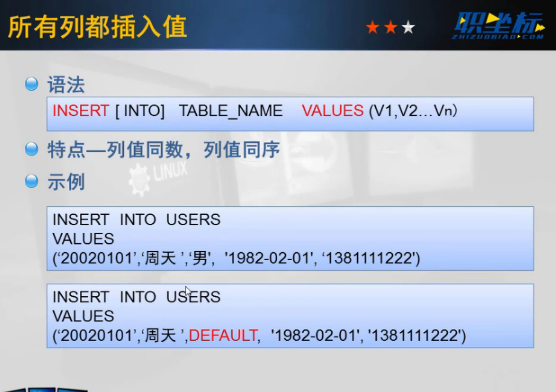 所有列都插入值
职坐标
ZHIZUOBIAO·COM
语法
INSERT [ INTO] TABLE_NAME VALUES (V1,V2…Vn)
特点—列值同数，列值同序
LINUX
示例
INSERT INTO USERS
VALUES
(‘20020101’,‘周天 ’,‘男’, '1982-02-01', ‘1381111222’)
INSERT INTO USERS
VALUES
(‘20020101’,‘周天 ’,DEFAULT, '1982-02-01', '1381111222’)